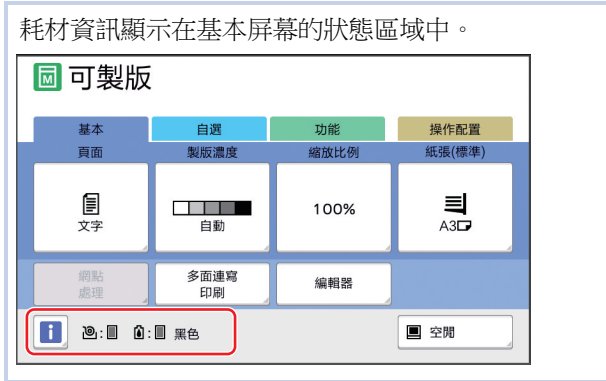 耗材資訊顯示在基本屏幕的狀態區域中。
M 可製版
基本 自選 功能 操作配置
頁面 製版濃度 縮放比例 紙張(標準)
文字 自動 100% A3
網點處理 多面連寫印刷 編輯器
i : : 黑色 空閒